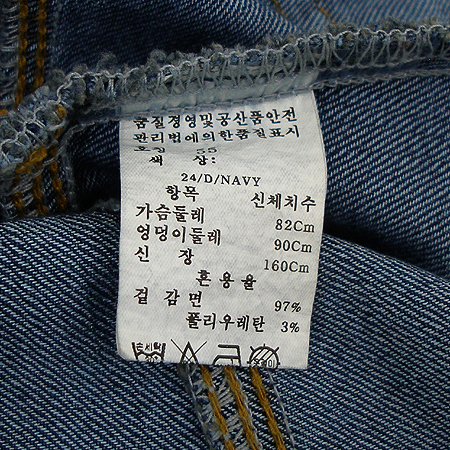 품질경영및공산품안전
관리법에의한품질표시
호칭 55
색 상:
24/D/NAVY
항목 신체치수
가슴둘레 82Cm
엉덩이둘레 90Cm
신 장 160Cm
혼용율
겉 감면 97%
폴리우레탄 3%